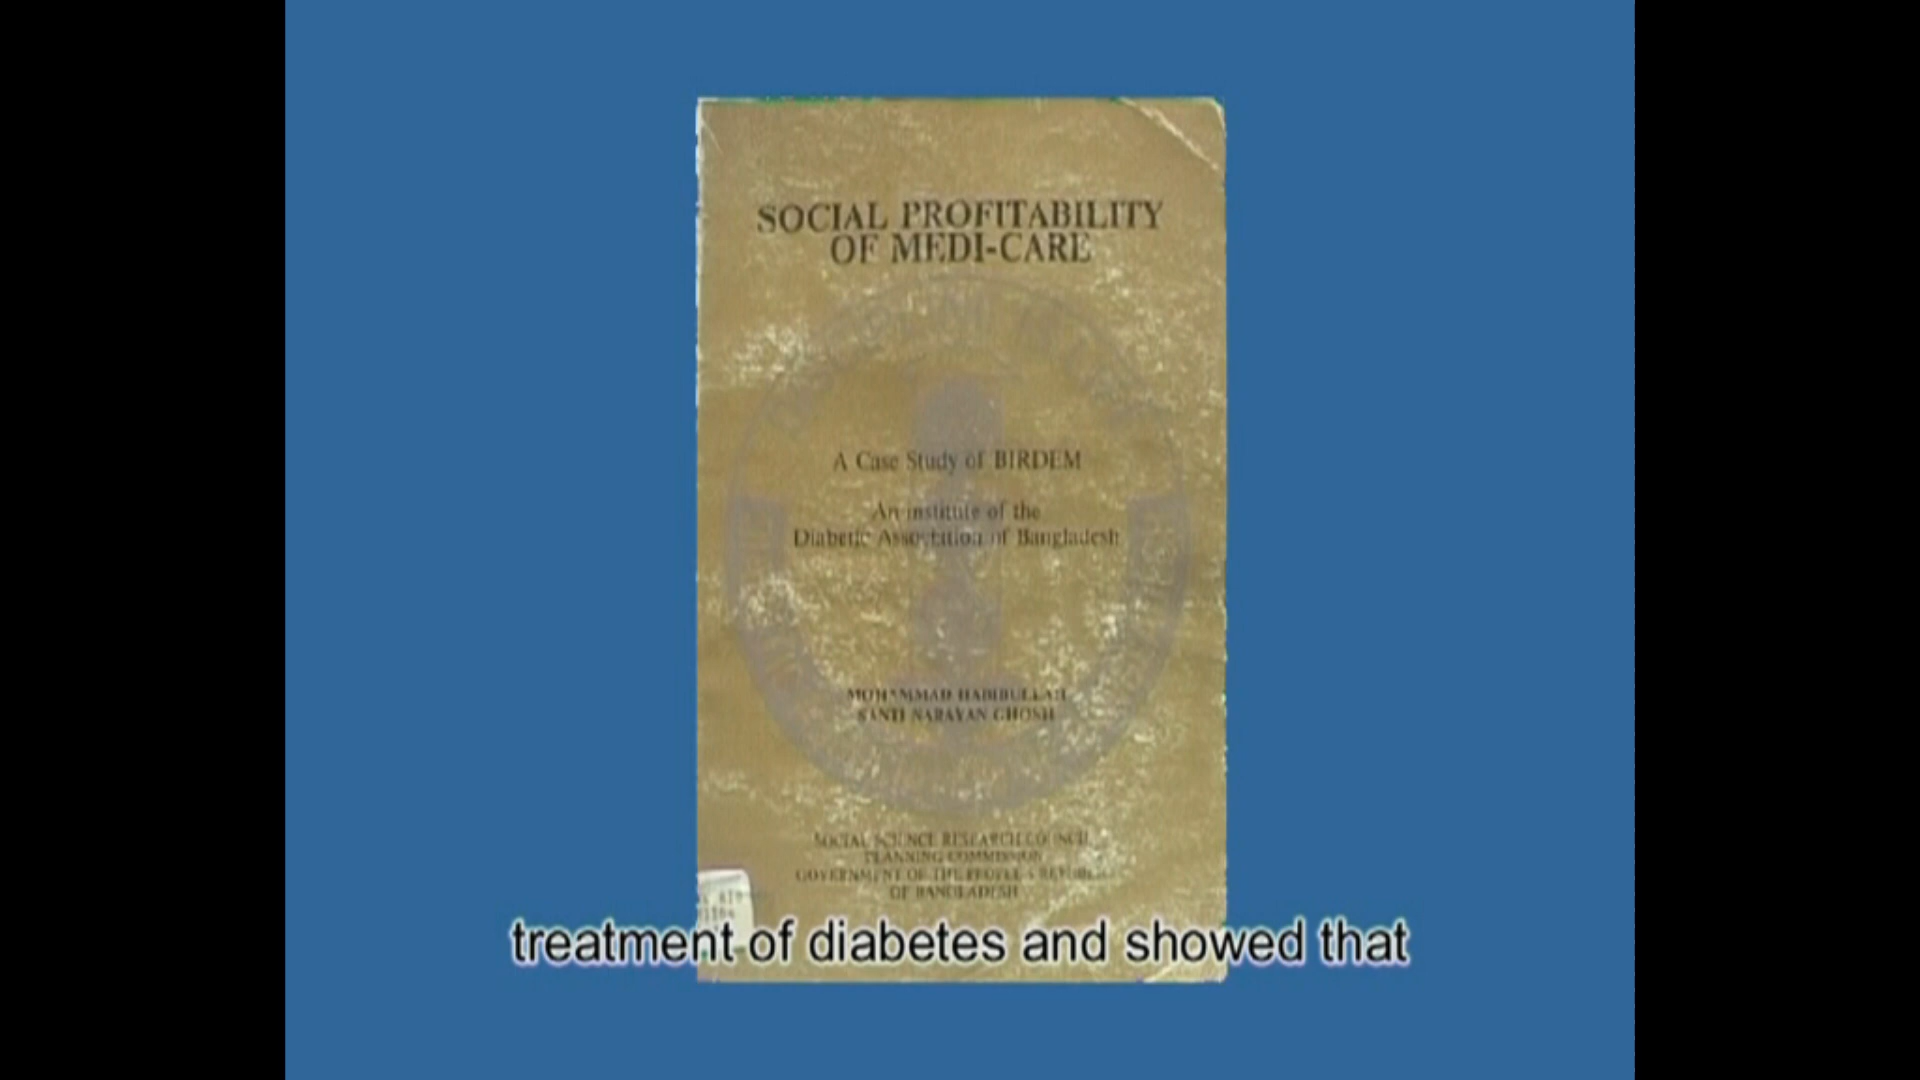 SOCIAL PROFITABILITY
OF MEDI-CARE
A Case Study of BIRDEM
An institute of the
Diabetic Association of Bangladesh
MOHAMMAD HABIBULLAH
SANTI NARAYAN GHOSH
SOCIAL SCIENCE RESEARCH COUNCIL
PLANNING COMMISSION
GOVERNMENT OF THE PEOPLE'S REPUBLIC
OF BANGLADESH
treatment of diabetes and showed that